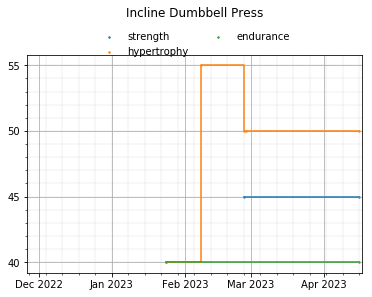 Incline Dumbbell Press
strength endurance
hypertrophy
55
50
45
40
Dec 2022 Jan 2023 Feb 2023 Mar 2023 Apr 2023